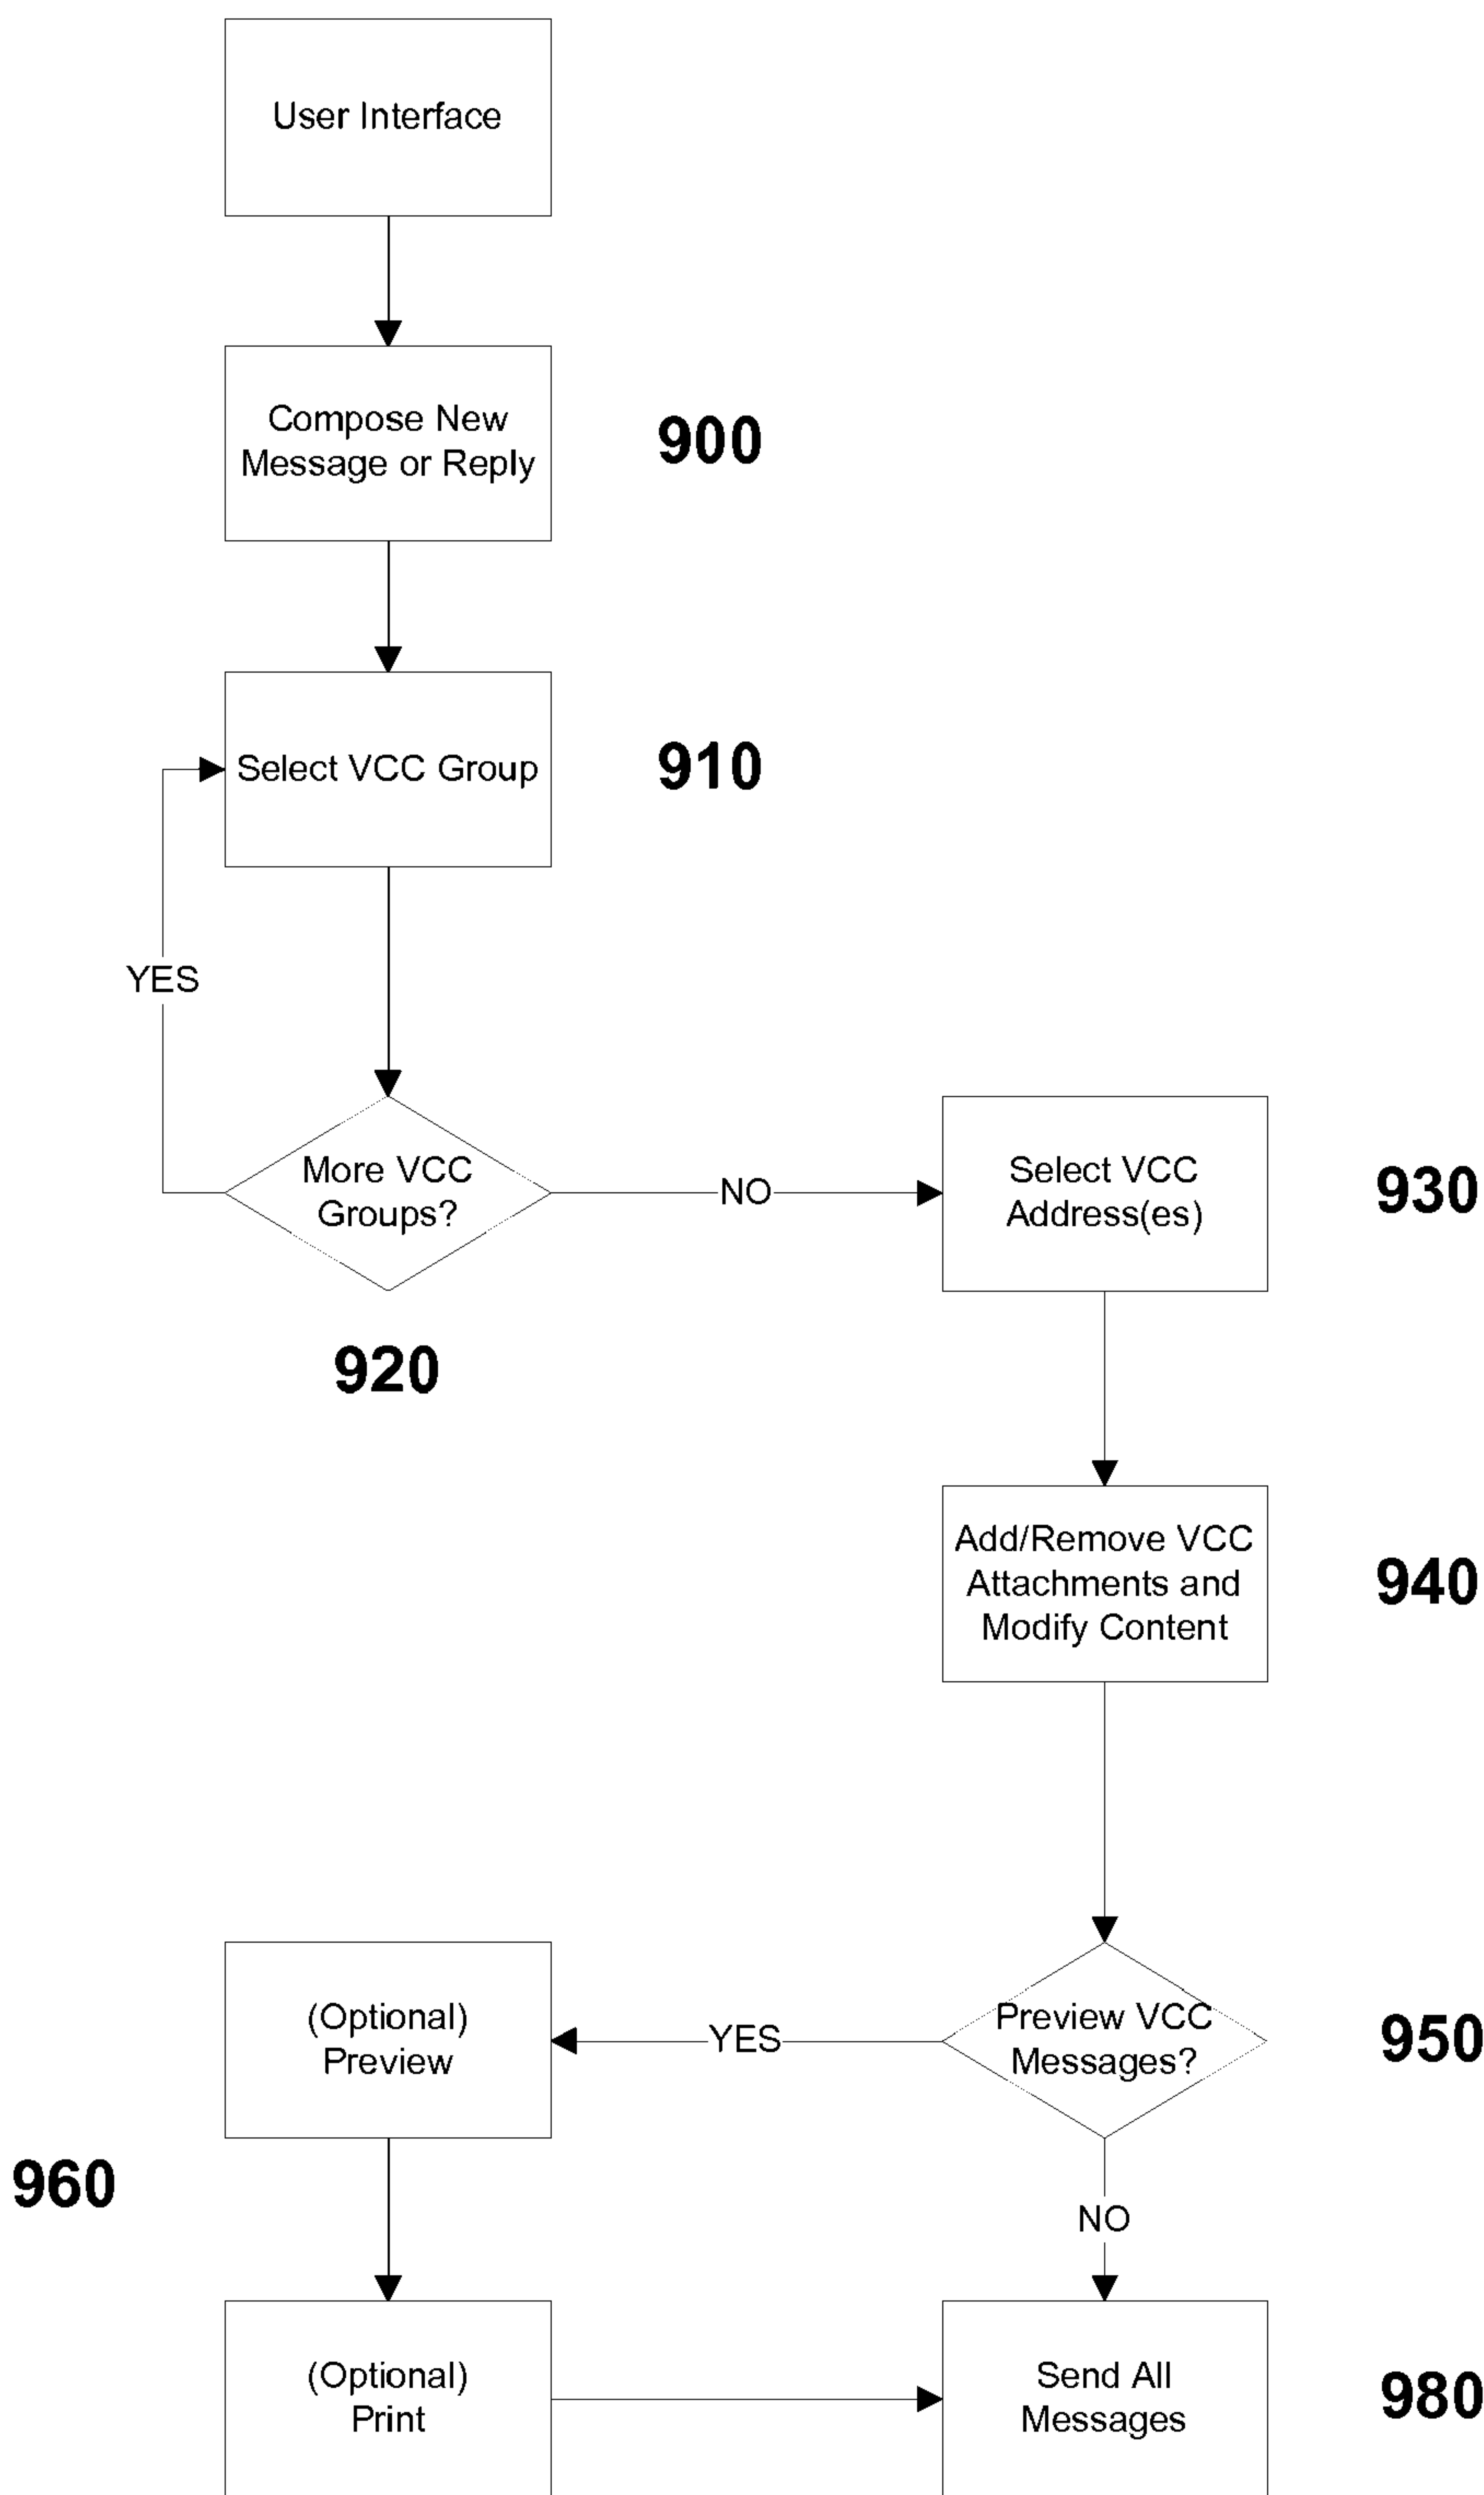 User Interface
Compose New
Message or Reply
900
Select VCC Group
910
YES
More VCC
Groups?
920
NO
Select VCC
Address(es)
930
Add/Remove VCC
Attachments and
Modify Content
940
Preview VCC
Messages?
950
YES
(Optional)
Preview
960
NO
(Optional)
Print
Send All
Messages
980